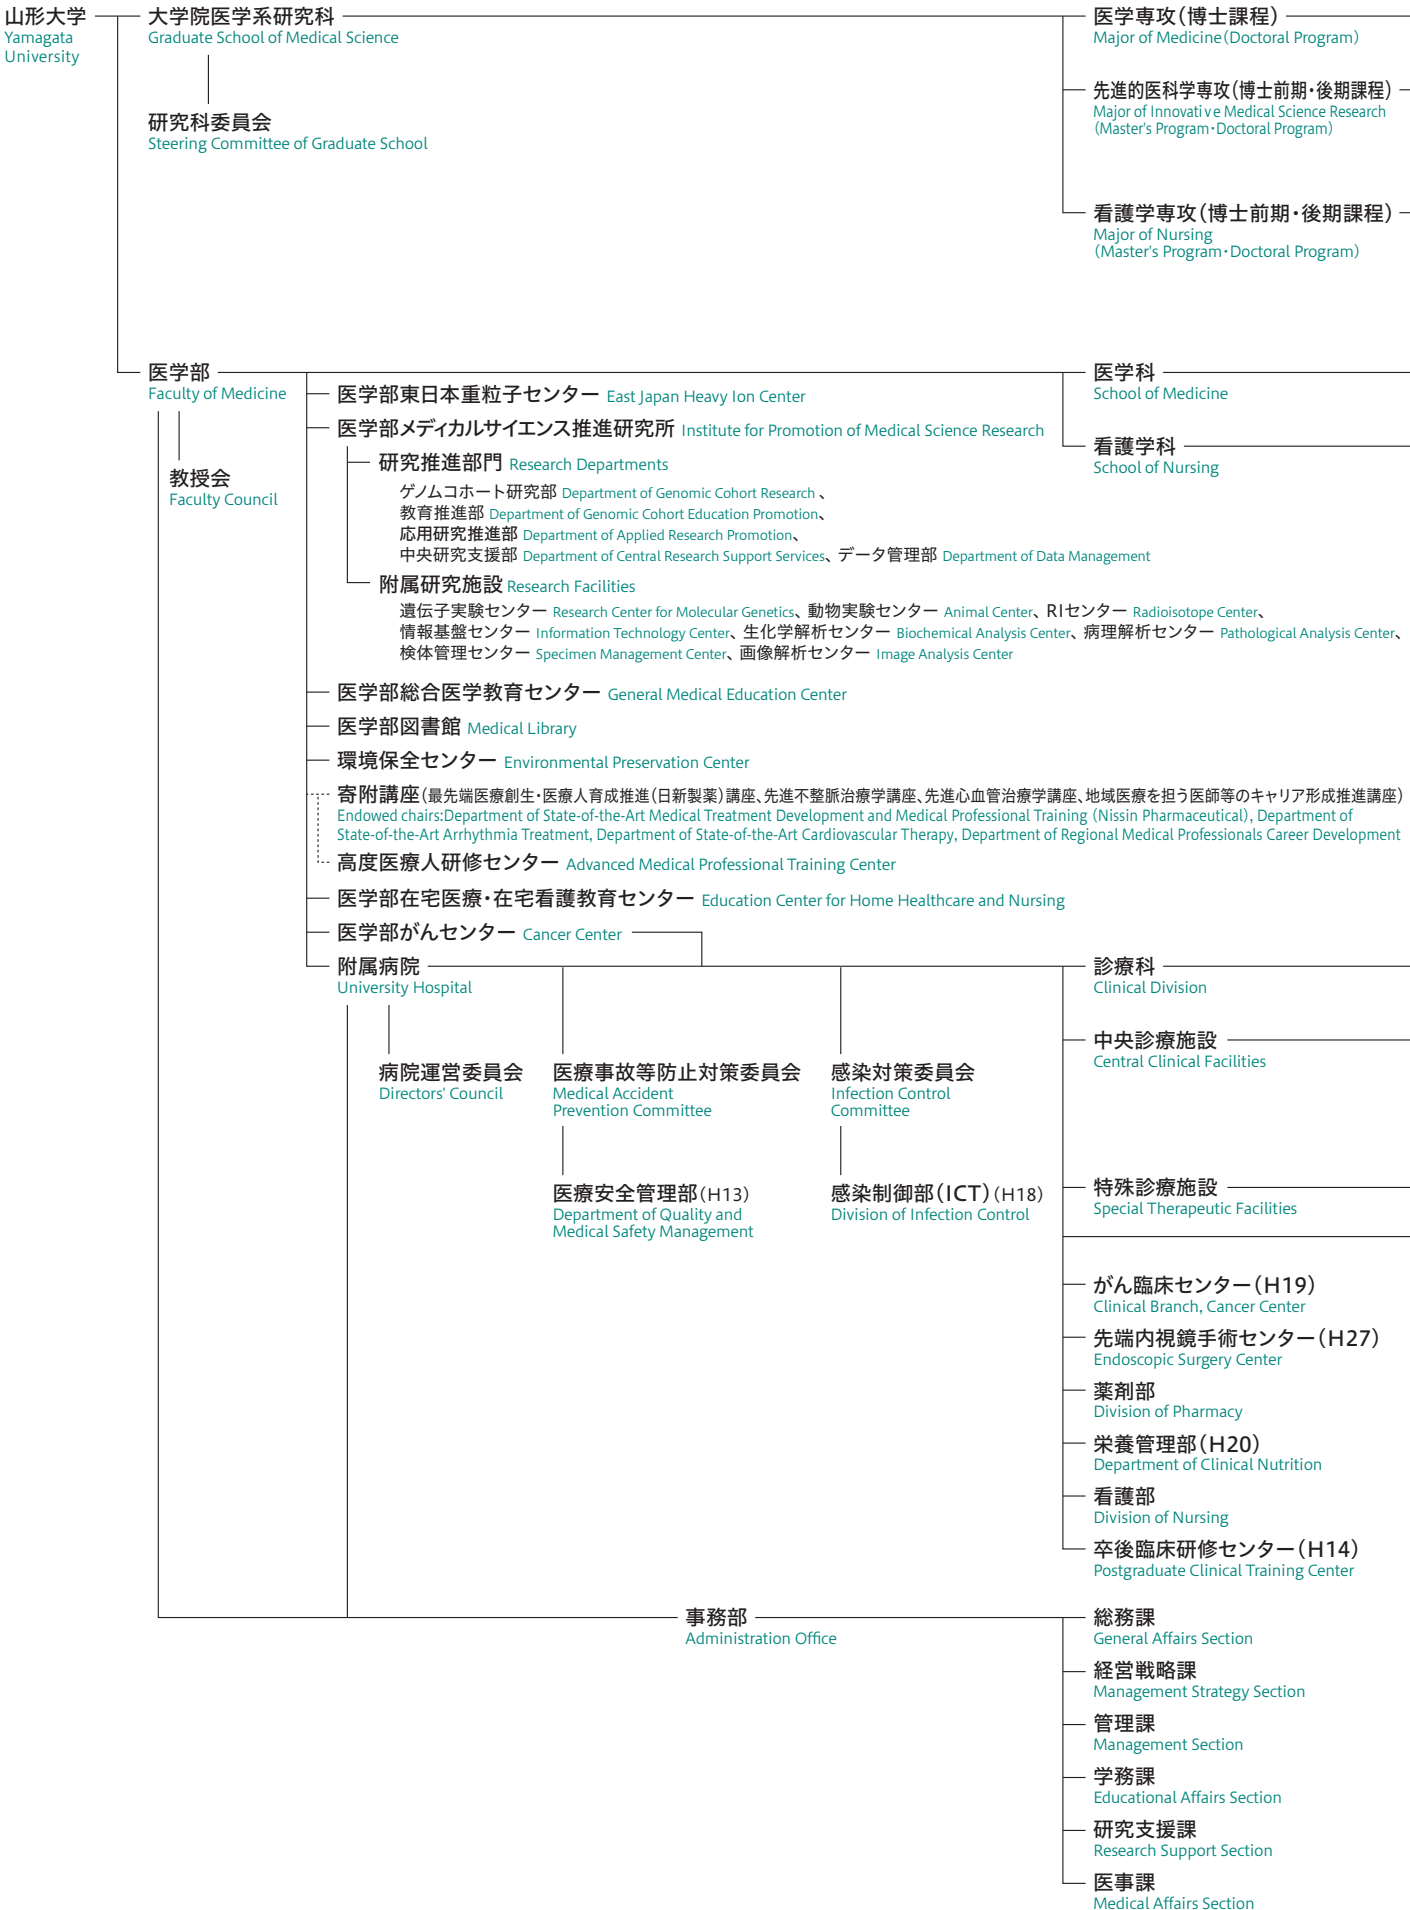 山形大学
Yamagata
University
大学院医学系研究科
Graduate School of Medical Science
研究科委員会
Steering Committee of Graduate School
医学専攻（博士課程）
Major of Medicine（Doctoral Program）
先進的医科学専攻（博士前期・後期課程）
Major of Innovative Medical Science Research
（Master's Program・Doctoral Program）
看護学専攻（博士前期・後期課程）
Major of Nursing
（Master's Program・Doctoral Program）
医学部
Faculty of Medicine
教授会
Faculty Council
医学科
School of Medicine
看護学科
School of Nursing
医学部東日本重粒子センター East Japan Heavy Ion Center
医学部メディカルサイエンス推進研究所 Institute for Promotion of Medical Science Research
研究推進部門 Research Departments
ゲノムコホート研究部 Department of Genomic Cohort Research 、
教育推進部 Department of Genomic Cohort Education Promotion、
応用研究推進部 Department of Applied Research Promotion、
中央研究支援部 Department of Central Research Support Services、データ管理部 Department of Data Management
附属研究施設 Research Facilities
遺伝子実験センター Research Center for Molecular Genetics、動物実験センター Animal Center、RIセンター Radioisotope Center、
情報基盤センター Information Technology Center、生化学解析センター Biochemical Analysis Center、病理解析センター Pathological Analysis Center、
検体管理センター Specimen Management Center、画像解析センター Image Analysis Center
医学部総合医学教育センター General Medical Education Center
医学部図書館 Medical Library
環境保全センター Environmental Preservation Center
寄附講座（最先端医療創生・医療人育成推進（日新製薬）講座、先進不整脈治療学講座、先進心血管治療学講座、地域医療を担う医師等のキャリア形成推進講座）
Endowed chairs:Department of State-of-the-Art Medical Treatment Development and Medical Professional Training (Nissin Pharmaceutical), Department of
State-of-the-Art Arrhythmia Treatment, Department of State-of-the-Art Cardiovascular Therapy, Department of Regional Medical Professionals Career Development
高度医療人研修センター Advanced Medical Professional Training Center
医学部在宅医療・在宅看護教育センター Education Center for Home Healthcare and Nursing
医学部がんセンター Cancer Center
附属病院
University Hospital
病院運営委員会
Directors' Council
医療事故等防止対策委員会
Medical Accident
Prevention Committee
医療安全管理部（H13）
Department of Quality and
Medical Safety Management
感染対策委員会
Infection Control
Committee
感染制御部（ICT）（H18）
Division of Infection Control
診療科
Clinical Division
中央診療施設
Central Clinical Facilities
特殊診療施設
Special Therapeutic Facilities
がん臨床センター（H19）
Clinical Branch, Cancer Center
先端内視鏡手術センター（H27）
Endoscopic Surgery Center
薬剤部
Division of Pharmacy
栄養管理部（H20）
Department of Clinical Nutrition
看護部
Division of Nursing
卒後臨床研修センター（H14）
Postgraduate Clinical Training Center
事務部
Administration Office
総務課
General Affairs Section
経営戦略課
Management Strategy Section
管理課
Management Section
学務課
Educational Affairs Section
研究支援課
Research Support Section
医事課
Medical Affairs Section